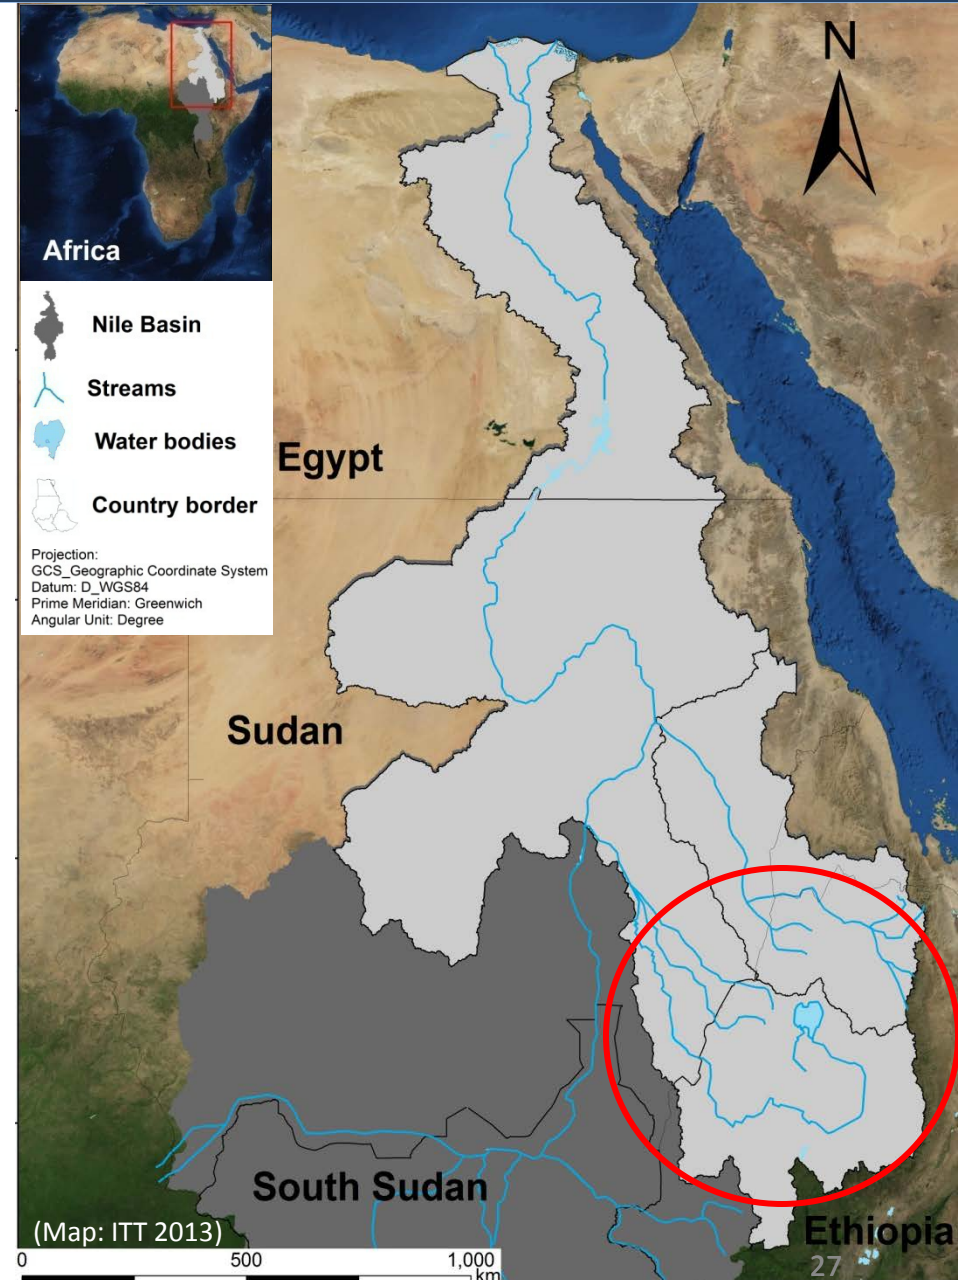 N
Africa
Nile Basin
Streams
Water bodies
Country border
Projection:
GCS_Geographic Coordinate System
Datum: D_WGS84
Prime Meridian: Greenwich
Angular Unit: Degree
Egypt
Sudan
South Sudan
Ethiopia
(Map: ITT 2013)
0 500 1,000
km
27